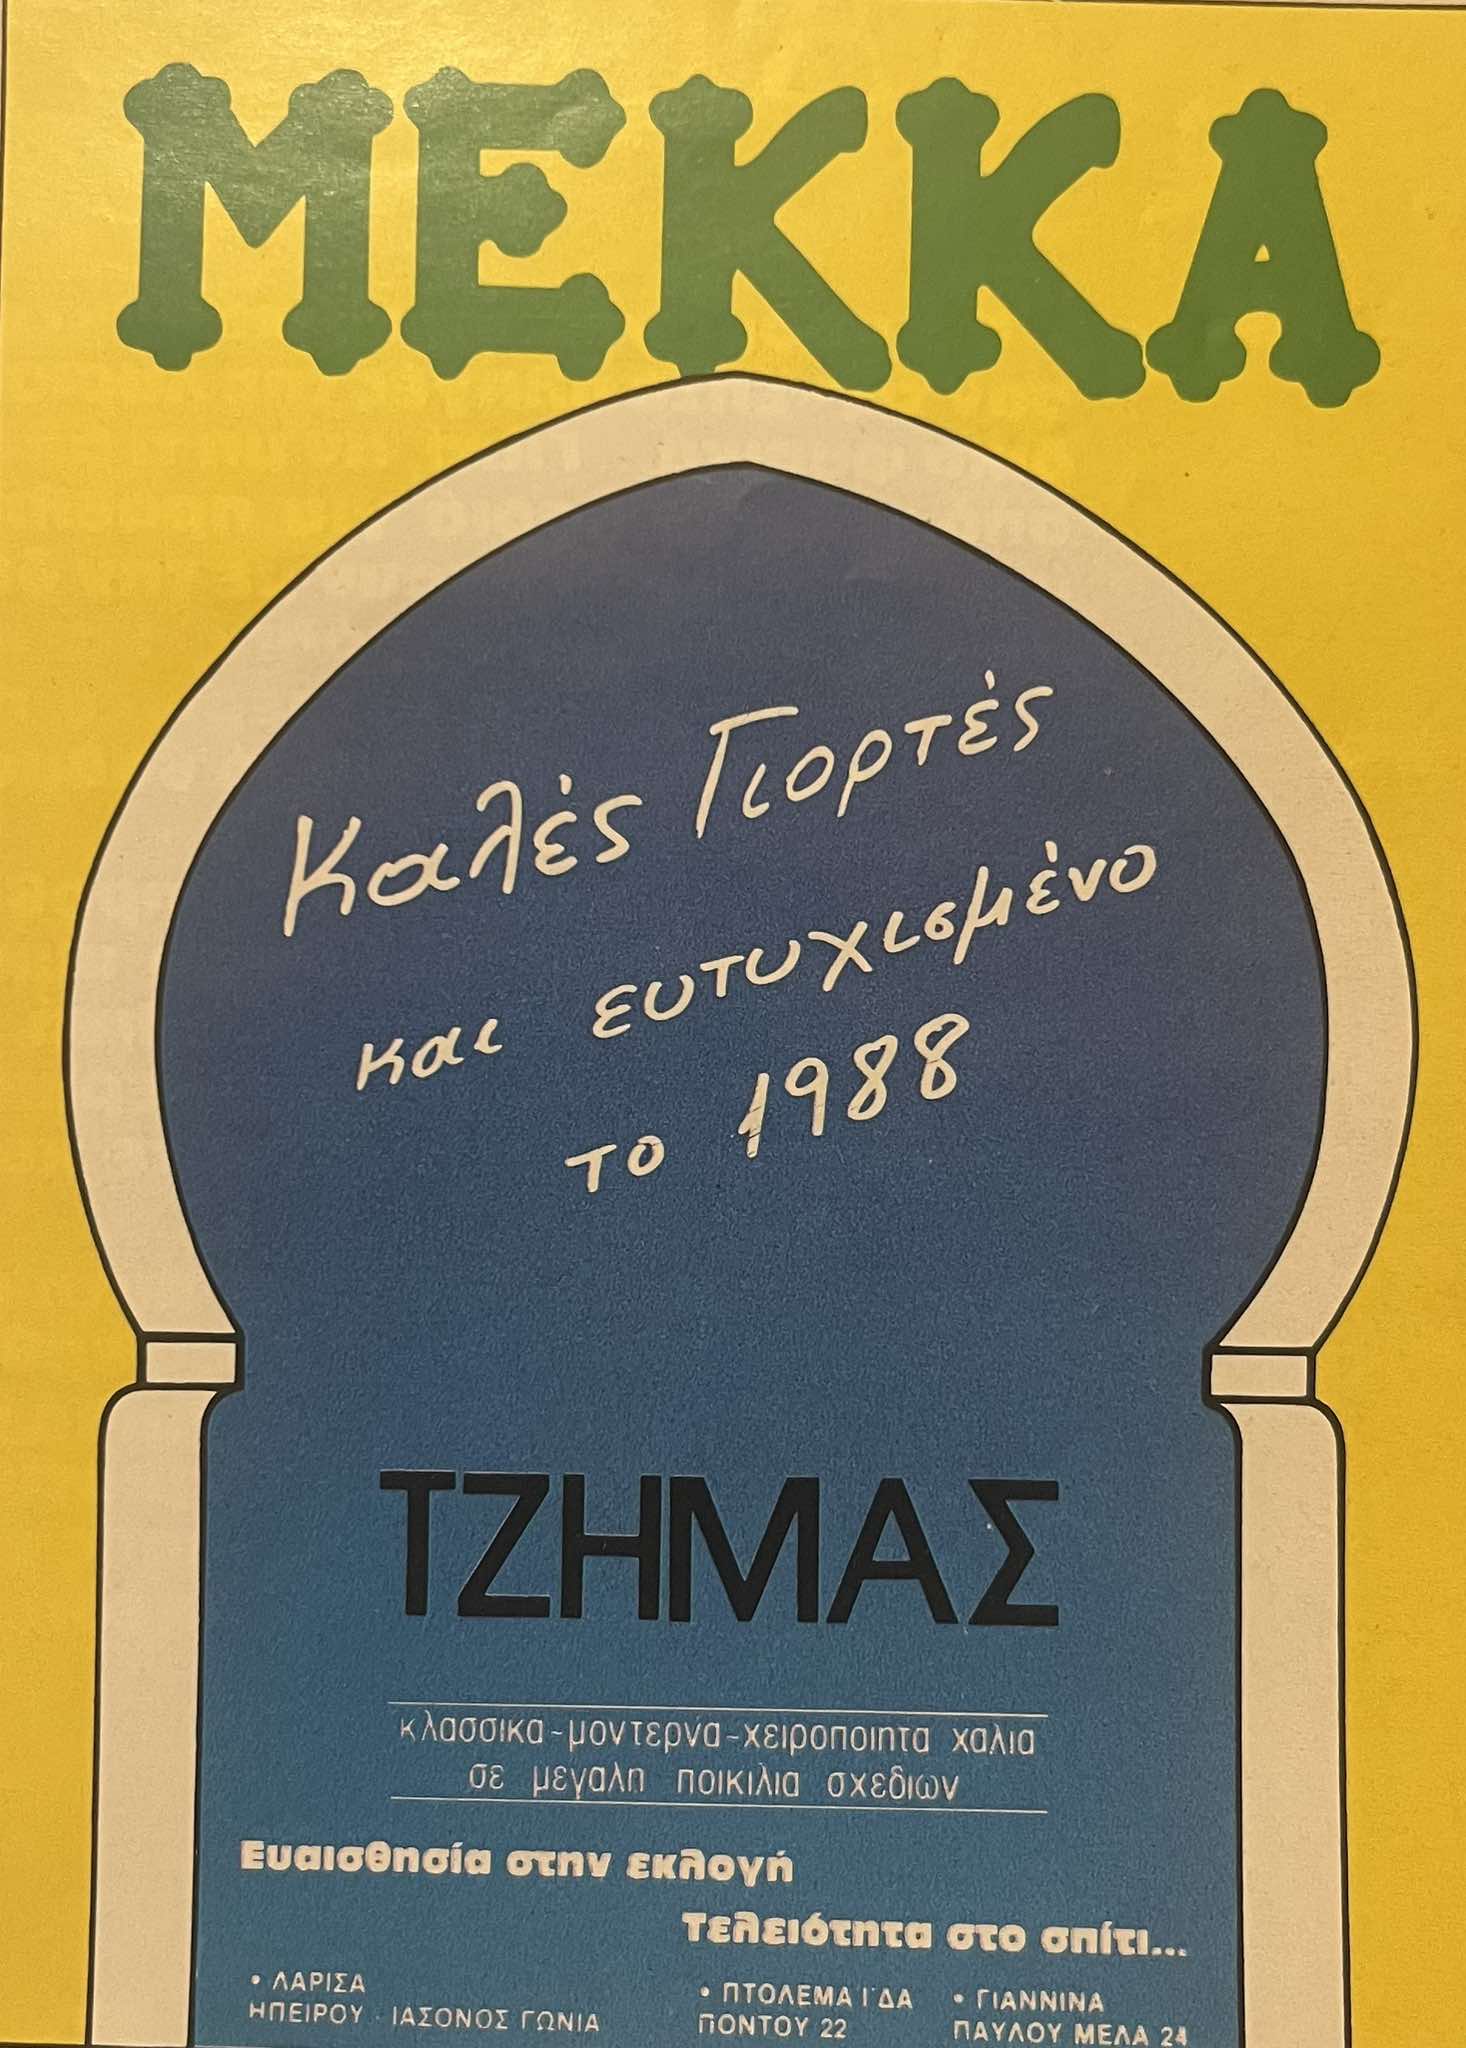 ΜΕΚΚΑ
Καλές Γιορτές
και ευτυχισμένο
το 1988
ΤΖΗΜΑΣ
κλασσικα-μοντερνα-χειροποιητα χαλια
σε μεγαλη ποικιλια σχεδιων
Ευαισθησία στην εκλογή
Τελειότητα στο σπίτι...
• ΛΑΡΙΣΑ
ΗΠΕΙΡΟΥ - ΙΑΣΟΝΟΣ ΓΩΝΙΑ
• ΠΤΟΛΕΜΑΪΔΑ
ΠΟΝΤΟΥ 22
• ΓΙΑΝΝΙΝΑ
ΠΑΥΛΟΥ ΜΕΛΑ 24